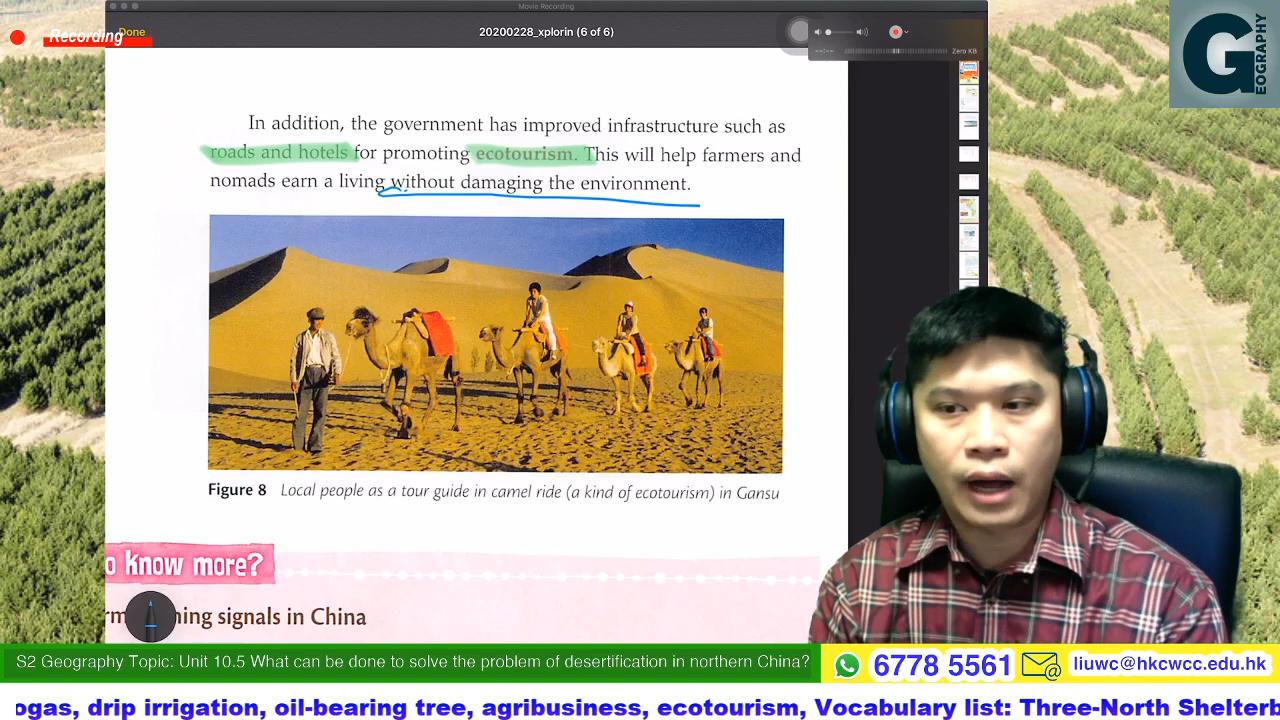 Movie Recording
Recording
Done
20200228_xplorin (6 of 6)
--:--
Zero KB
G
EOGRAPHY
In addition, the government has improved infrastructure such as
roads and hotels for promoting ecotourism. This will help farmers and
nomads earn a living without damaging the environment.
Figure 8 Local people as a tour guide in camel ride (a kind of ecotourism) in Gansu
o know more?
ning signals in China
S2 Geography Topic: Unit 10.5 What can be done to solve the problem of desertification in northern China?
6778 5561
liuwc@hkcwcc.edu.hk
ogas, drip irrigation, oil-bearing tree, agribusiness, ecotourism, Vocabulary list: Three-North Shelterb